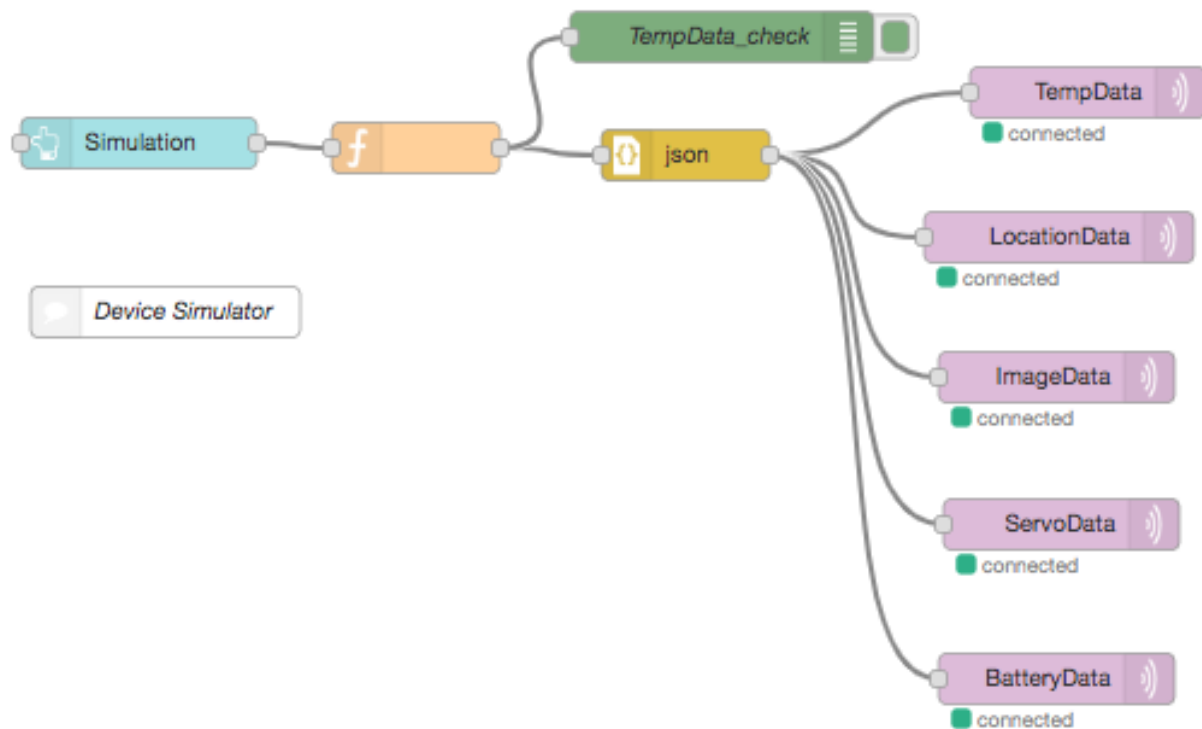 TempData_check
TempData
connected
Simulation
json
LocationData
connected
Device Simulator
ImageData
connected
ServoData
connected
BatteryData
connected